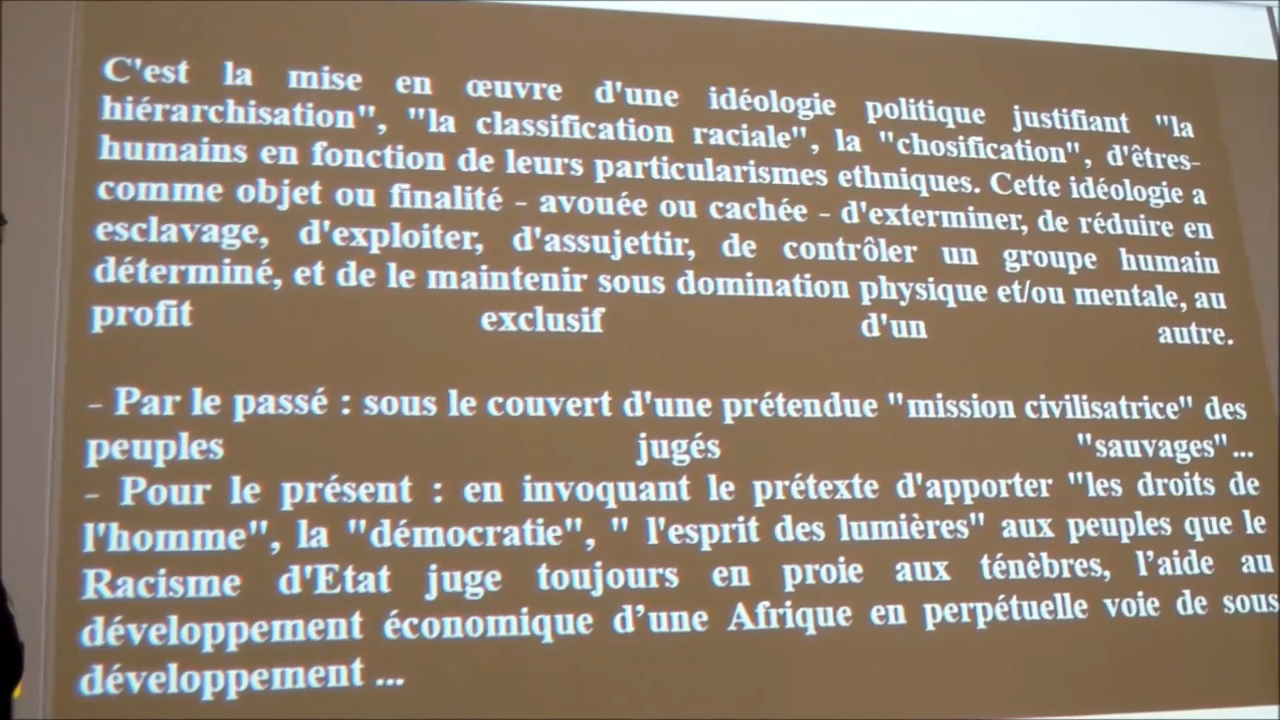 C'est la mise en œuvre d'une idéologie politique justifiant "la
hiérarchisation", "la classification raciale", la "chosification", d'êtres-
humains en fonction de leurs particularismes ethniques. Cette idéologie a
comme objet ou finalité - avouée ou cachée - d'exterminer, de réduire en
esclavage, d'exploiter, d'assujettir, de contrôler un groupe humain
déterminé, et de le maintenir sous domination physique et/ou mentale, au
profit exclusif d'un autre.
- Par le passé : sous le couvert d'une prétendue "mission civilisatrice" des
peuples jugés "sauvages"...
- Pour le présent : en invoquant le prétexte d'apporter "les droits de
l'homme", la "démocratie", " l'esprit des lumières" aux peuples que le
Racisme d'Etat juge toujours en proie aux ténèbres, l’aide au
développement économique d’une Afrique en perpétuelle voie de sous
développement ...